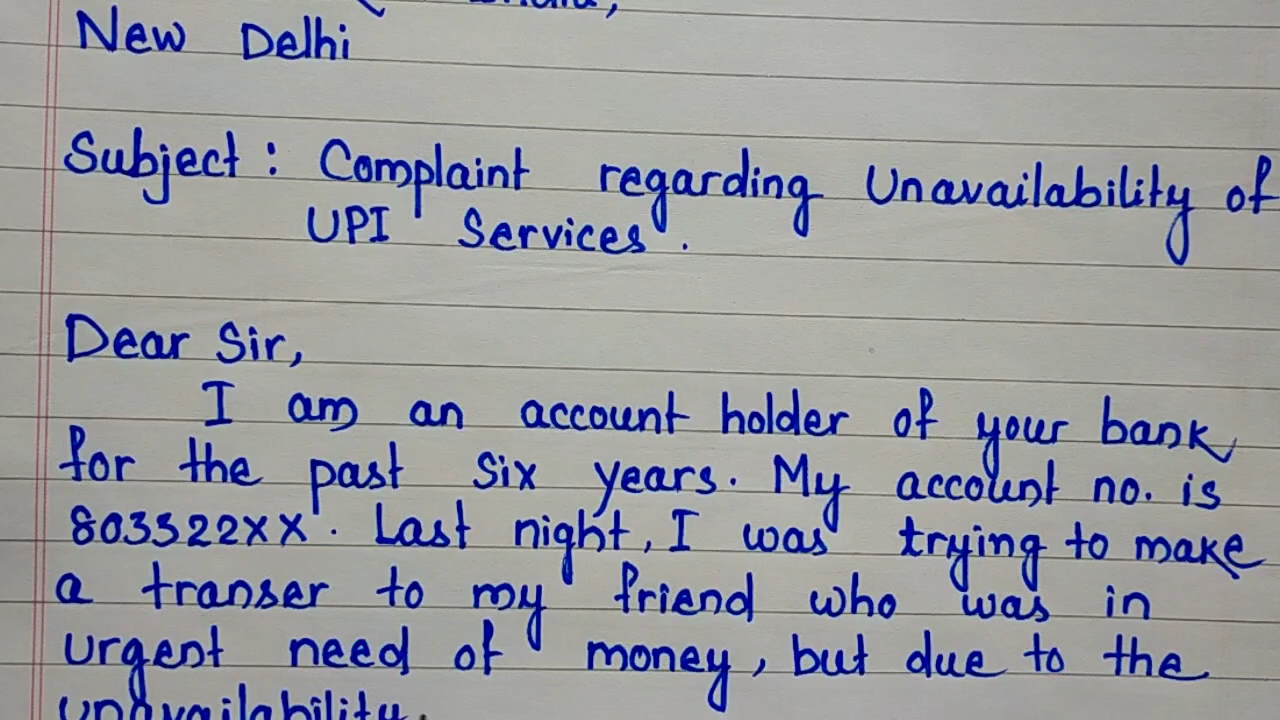 New Delhi
Subject : Complaint regarding Unavailability of
UPI Services.
Dear Sir,
I am an account holder of your bank
for the past six years. My account no. is
803322XX. Last night, I was trying to make
a transer to my friend who was in
urgent need of money, but due to the
unavailability